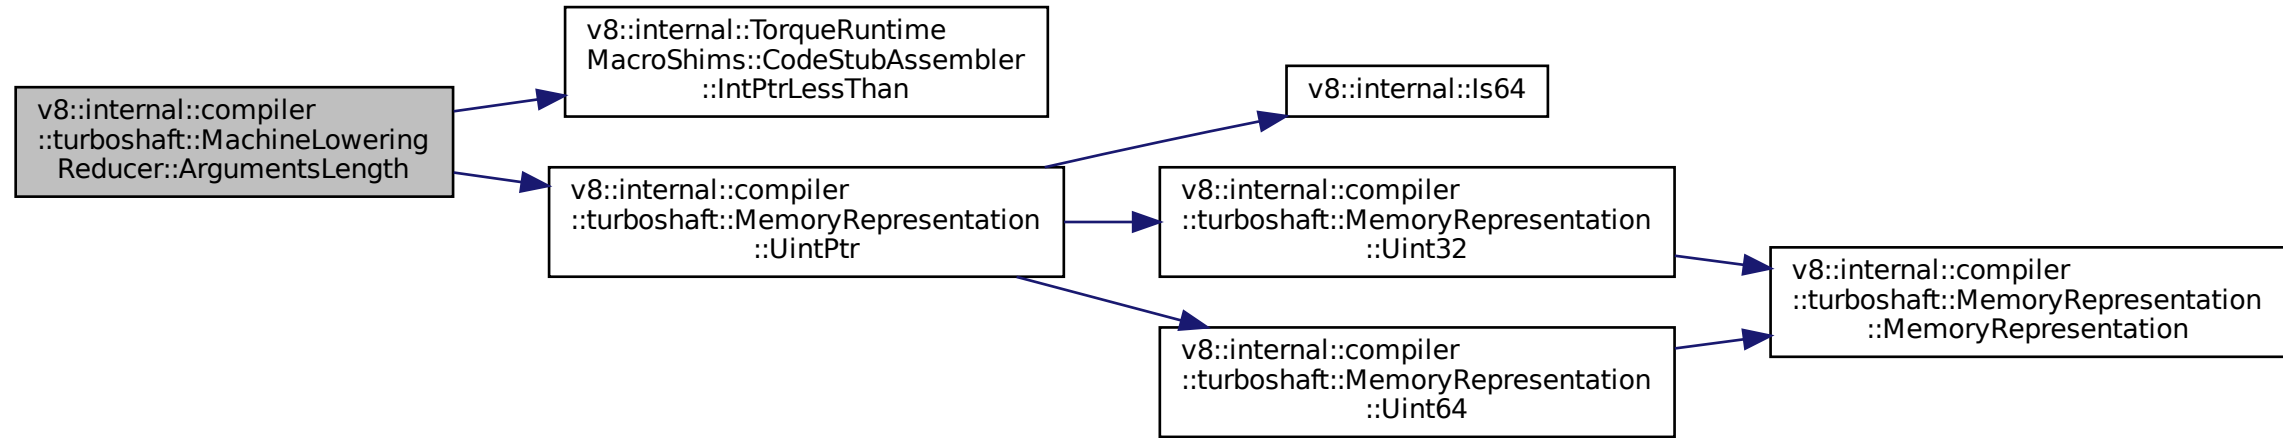 v8::internal::compiler
::turboshaft::MachineLowering
Reducer::ArgumentsLength
v8::internal::TorqueRuntime
MacroShims::CodeStubAssembler
::IntPtrLessThan
v8::internal::compiler
::turboshaft::MemoryRepresentation
::UintPtr
v8::internal::Is64
v8::internal::compiler
::turboshaft::MemoryRepresentation
::Uint32
v8::internal::compiler
::turboshaft::MemoryRepresentation
::Uint64
v8::internal::compiler
::turboshaft::MemoryRepresentation
::MemoryRepresentation